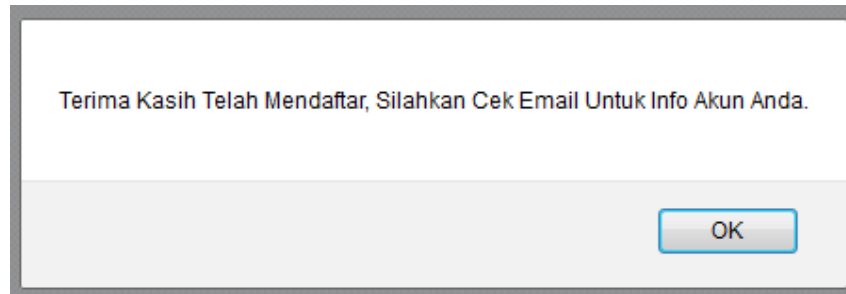 Terima Kasih Telah Mendaftar, Silahkan Cek Email Untuk Info Akun Anda.
OK